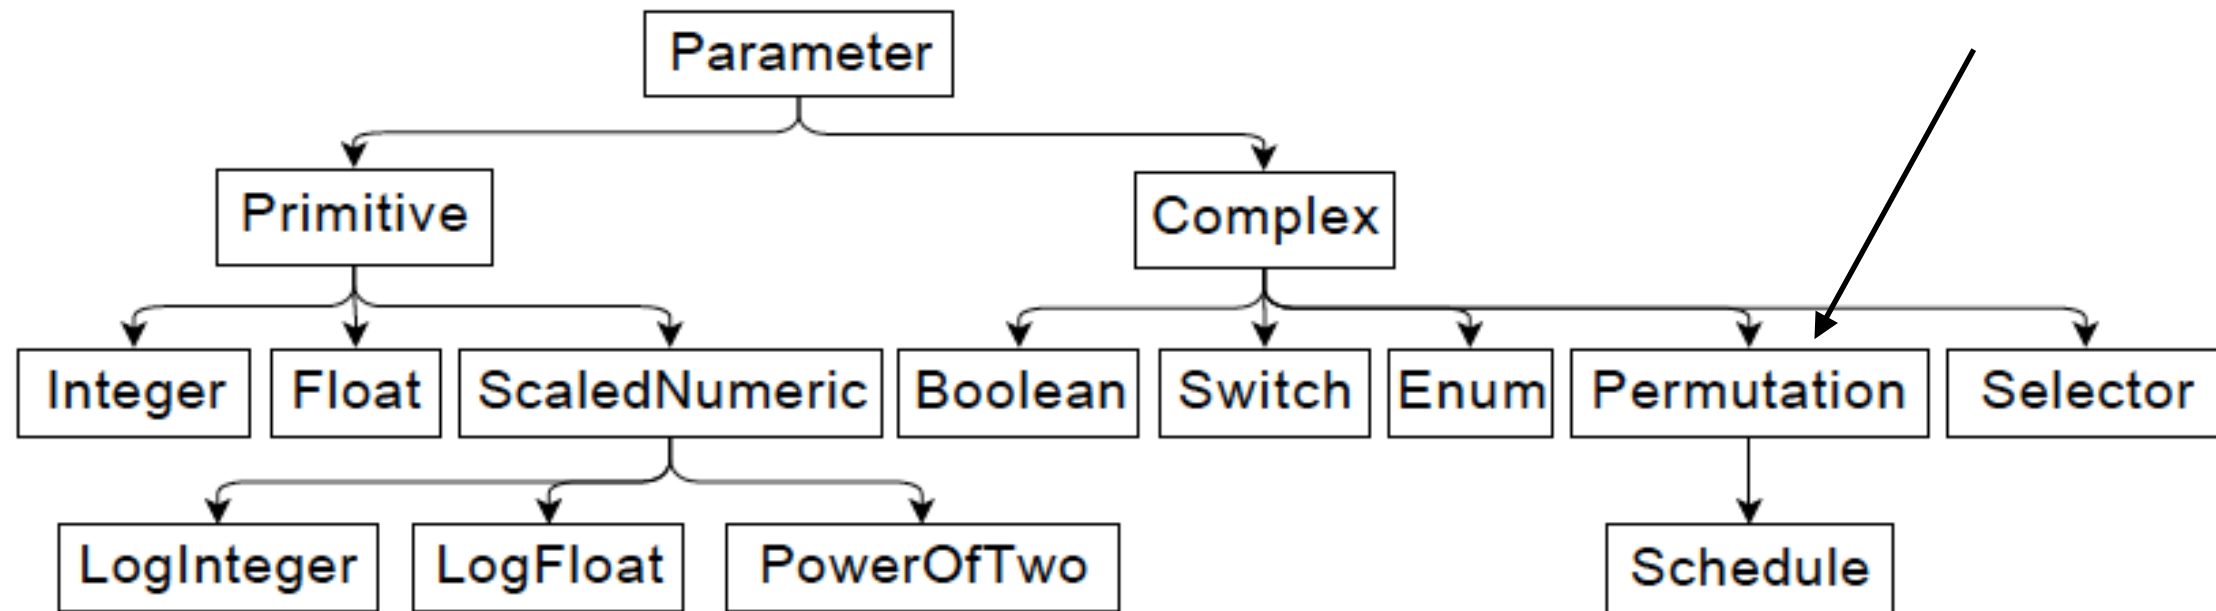 Parameter
Primitive
Complex
Integer
Float
ScaledNumeric
Boolean
Switch
Enum
Permutation
Selector
LogInteger
LogFloat
PowerOfTwo
Schedule